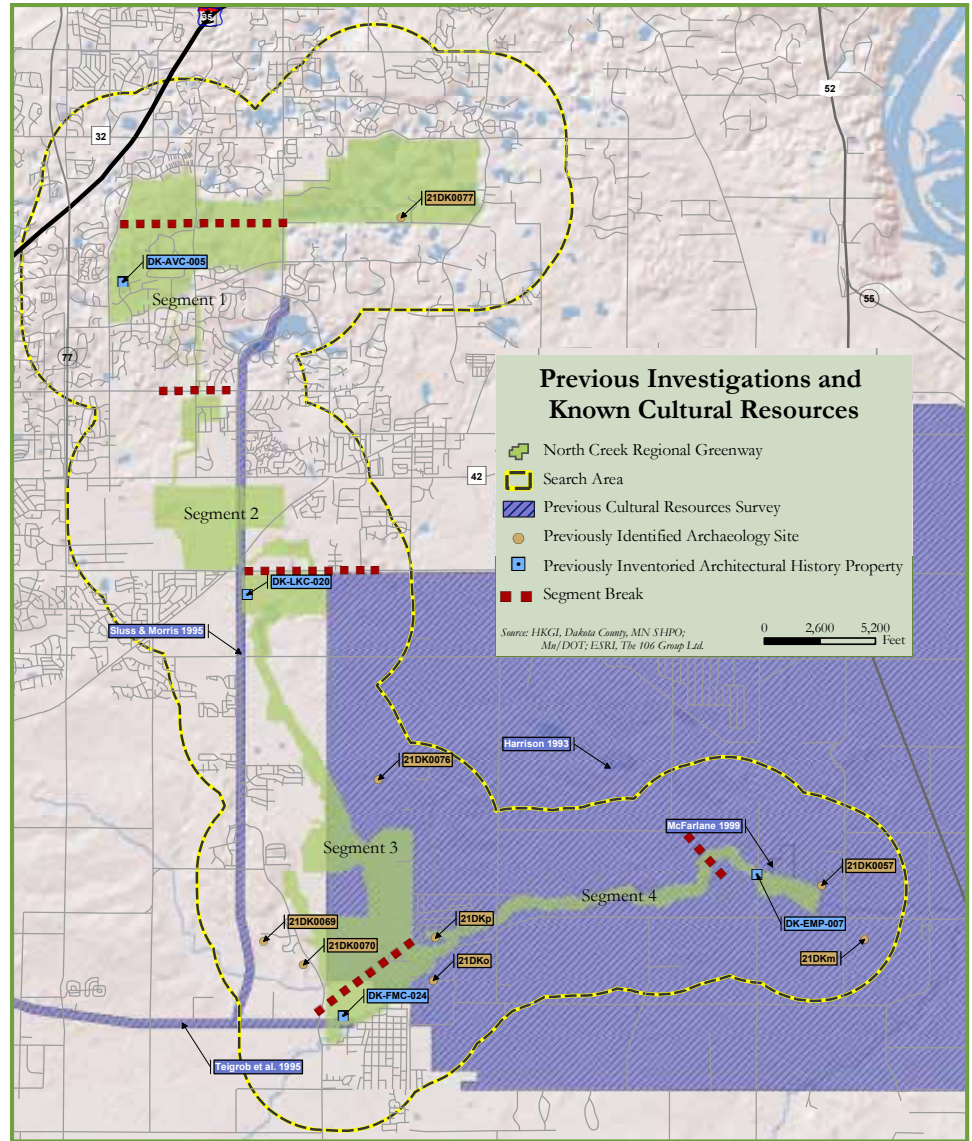 35
52
32
21DK0077
DK-AVC-005
Segment 1
55
77
Previous Investigations and
Known Cultural Resources
North Creek Regional Greenway
Search Area
Previous Cultural Resources Survey
Previously Identified Archaeology Site
Previously Inventoried Architectural History Property
Segment Break
Source: HKGI, Dakota County, MN SHPO;
Mn/DOT; ESRI, The 106 Group Ltd.
0 2,600 5,200
Feet
42
Segment 2
DK-LKC-020
Sluss & Morris 1995
Harrison 1993
21DK0076
McFarlane 1999
Segment 3
21DK0057
Segment 4
21DK0069
21DKp
DK-EMP-007
21DK0070
21DKo
21DKm
DK-FMC-024
Teigrob et al. 1995